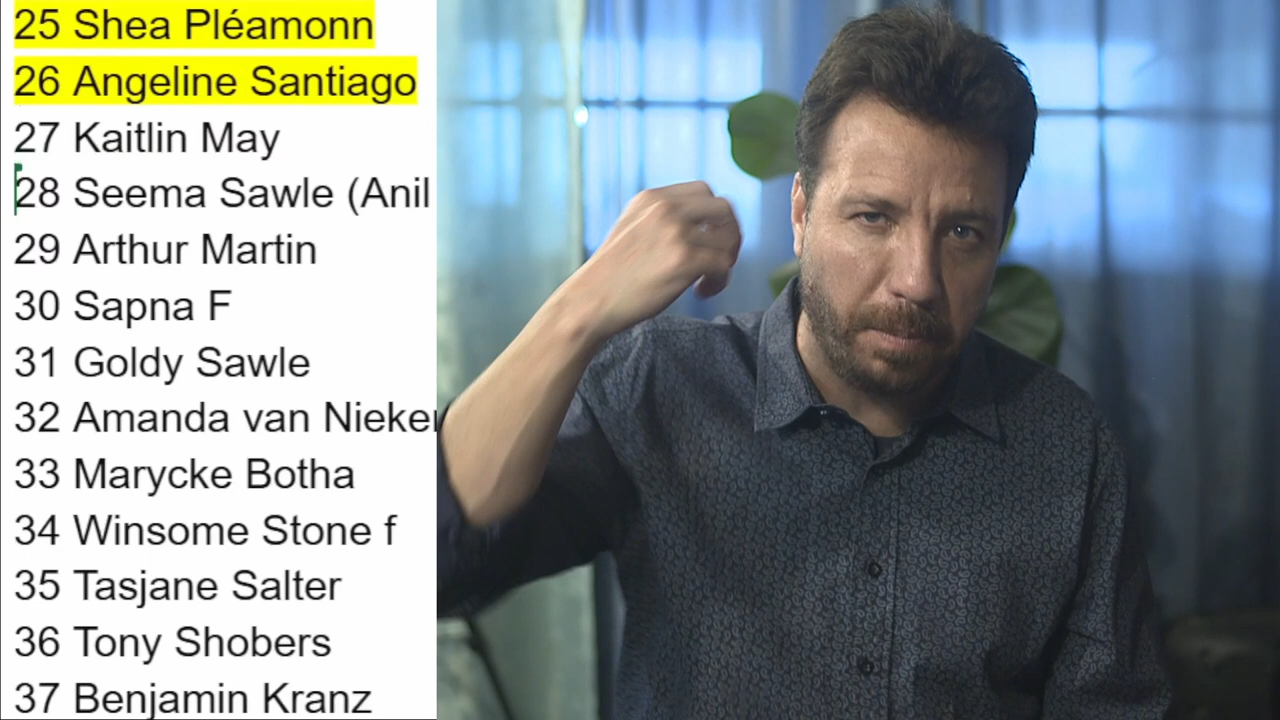 25 Shea Pléamonn
26 Angeline Santiago
27 Kaitlin May
28 Seema Sawle (Anil
29 Arthur Martin
30 Sapna F
31 Goldy Sawle
32 Amanda van
33 Marycke Botha
34 Winsome Stone f
35 Tasjane Salter
36 Tony Shobers
37 Benjamin Kranz